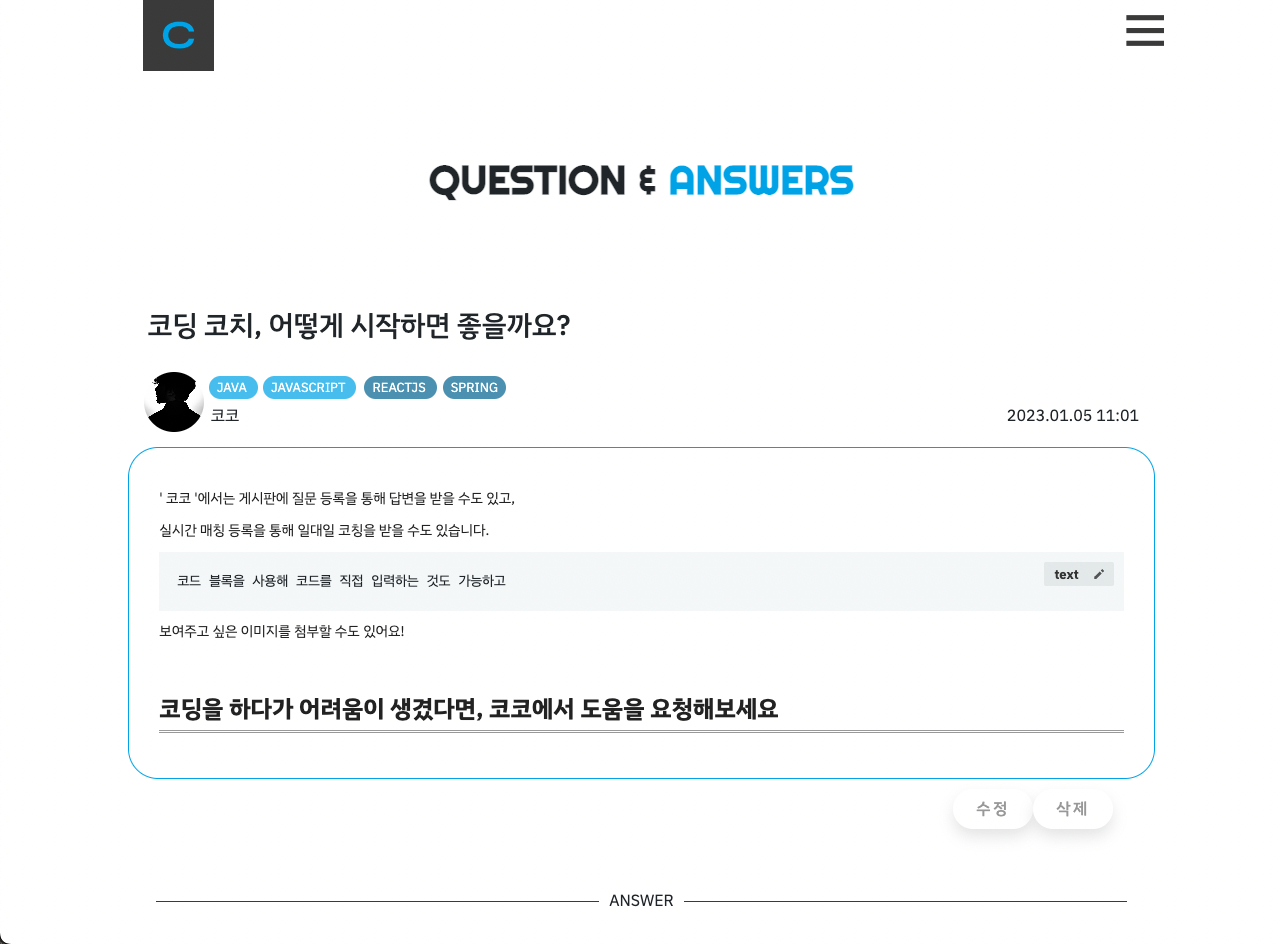 C
QUESTION & ANSWERS
코딩 코치, 어떻게 시작하면 좋을까요?
JAVA JAVASCRIPT REACTJS SPRING
코코 2023.01.05 11:01
' 코코 '에서는 게시판에 질문 등록을 통해 답변을 받을 수도 있고,
실시간 매칭 등록을 통해 일대일 코칭을 받을 수도 있습니다.
text
코드 블록을 사용해 코드를 직접 입력하는 것도 가능하고
보여주고 싶은 이미지를 첨부할 수도 있어요!
코딩을 하다가 어려움이 생겼다면, 코코에서 도움을 요청해보세요
수정 삭제
ANSWER